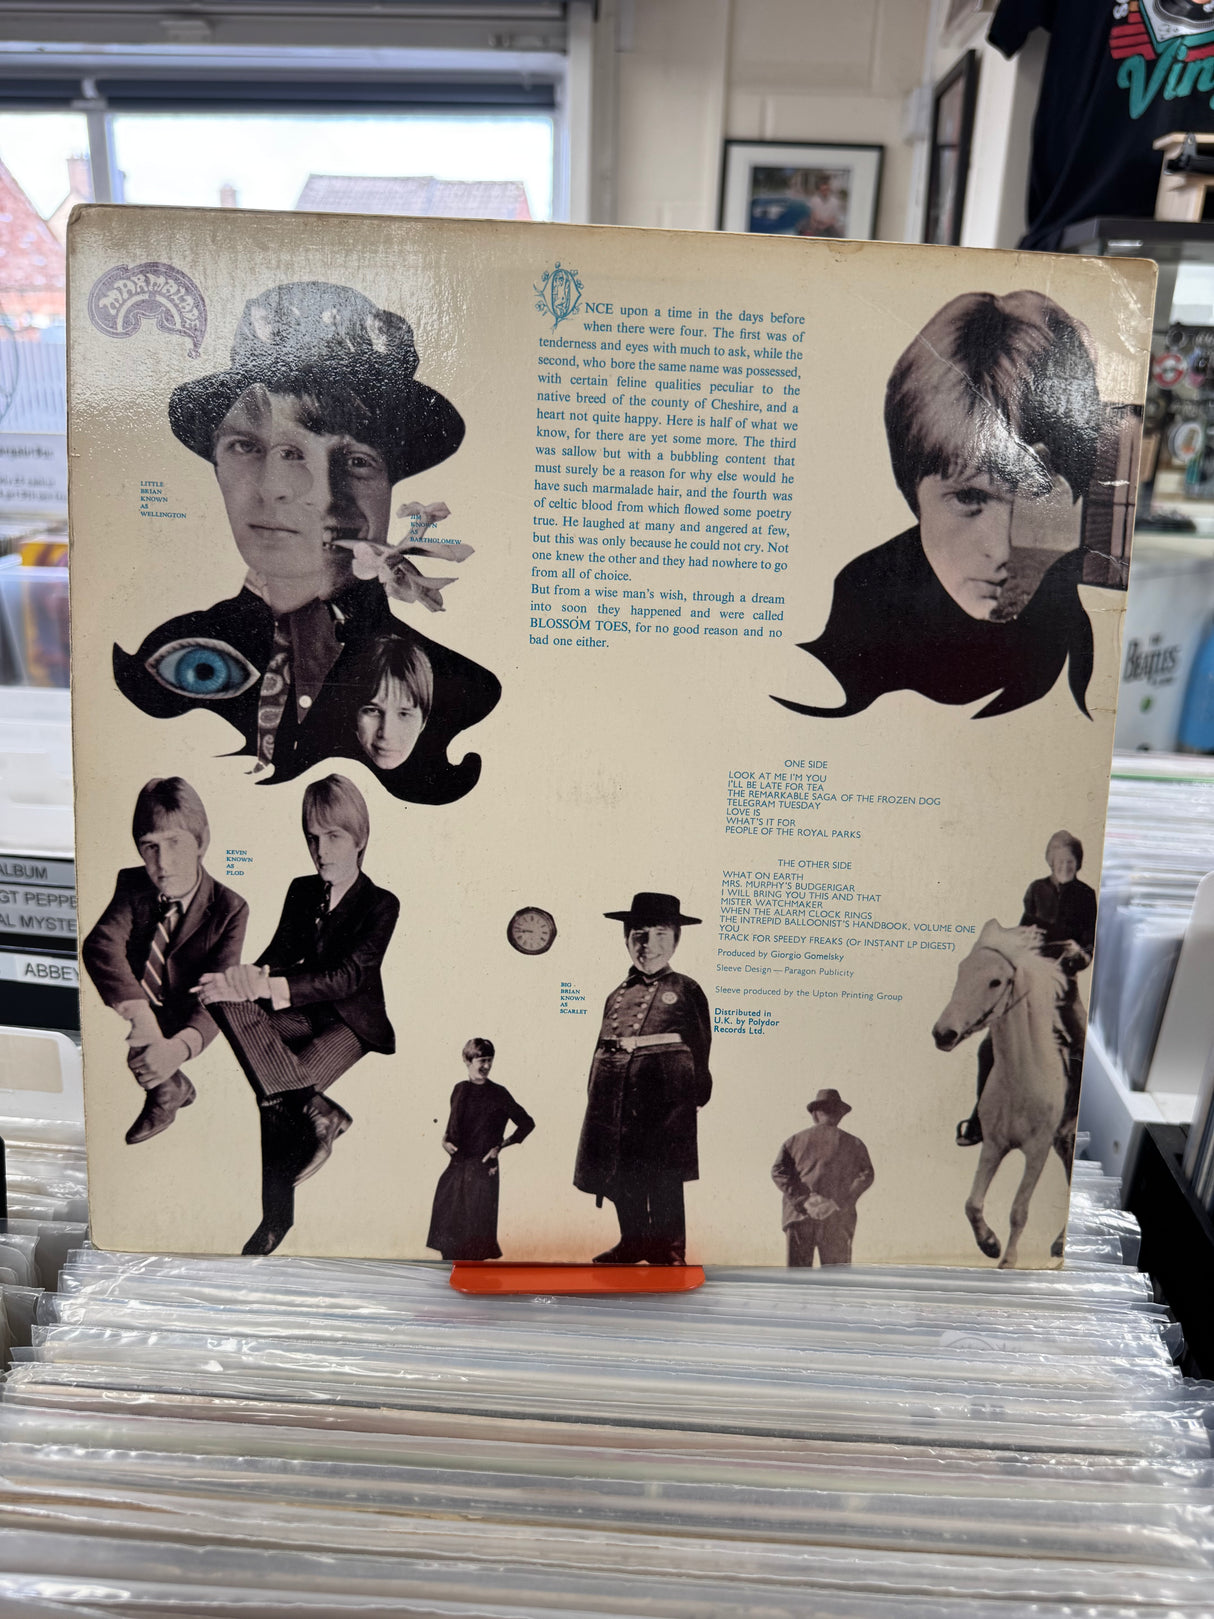 Vin
MARMALADE
ONCE upon a time in the days before
when there were four. The first was of
tenderness and eyes with much to ask, while the
second, who bore the same name was possessed,
with certain feline qualities peculiar to the
native breed of the county of Cheshire, and a
heart not quite happy. Here is half of what we
know, for there are yet some more. The third
was sallow but with a bubbling content that
must surely be a reason for why else would he
have such marmalade hair, and the fourth was
of celtic blood from which flowed some poetry
true. He laughed at many and angered at few,
but this was only because he could not cry. Not
one knew the other and they had nowhere to go
from all of choice.
But from a wise man's wish, through a dream
into soon they happened and were called
BLOSSOM TOES, for no good reason and no
bad one either.
LITTLE
BRIAN
KNOWN
AS
WELLINGTON
JIM
KNOWN
AS
BARTHOLOMEW
THE
BEATLES
ONE SIDE
LOOK AT ME I'M YOU
I'LL BE LATE FOR TEA
THE REMARKABLE SAGA OF THE FROZEN DOG
TELEGRAM TUESDAY
LOVE IS
WHAT'S IT FOR
PEOPLE OF THE ROYAL PARKS
KEVIN
KNOWN
AS
PLOD
THE OTHER SIDE
WHAT ON EARTH
MRS. MURPHY'S BUDGERIGAR
I WILL BRING YOU THIS AND THAT
MISTER WATCHMAKER
WHEN THE ALARM CLOCK RINGS
THE INTREPID BALLOONIST'S HANDBOOK, VOLUME ONE
YOU
TRACK FOR SPEEDY FREAKS (Or INSTANT LP DIGEST)
Produced by Giorgio Gomelsky
Sleeve Design — Paragon Publicity
Sleeve produced by the Upton Printing Group
Distributed in
U.K. by Polydor
Records Ltd.
BIG
BRIAN
KNOWN
AS
SCARLET
ALBUM
GT PEPPE
AL MYSTE
ABBEY